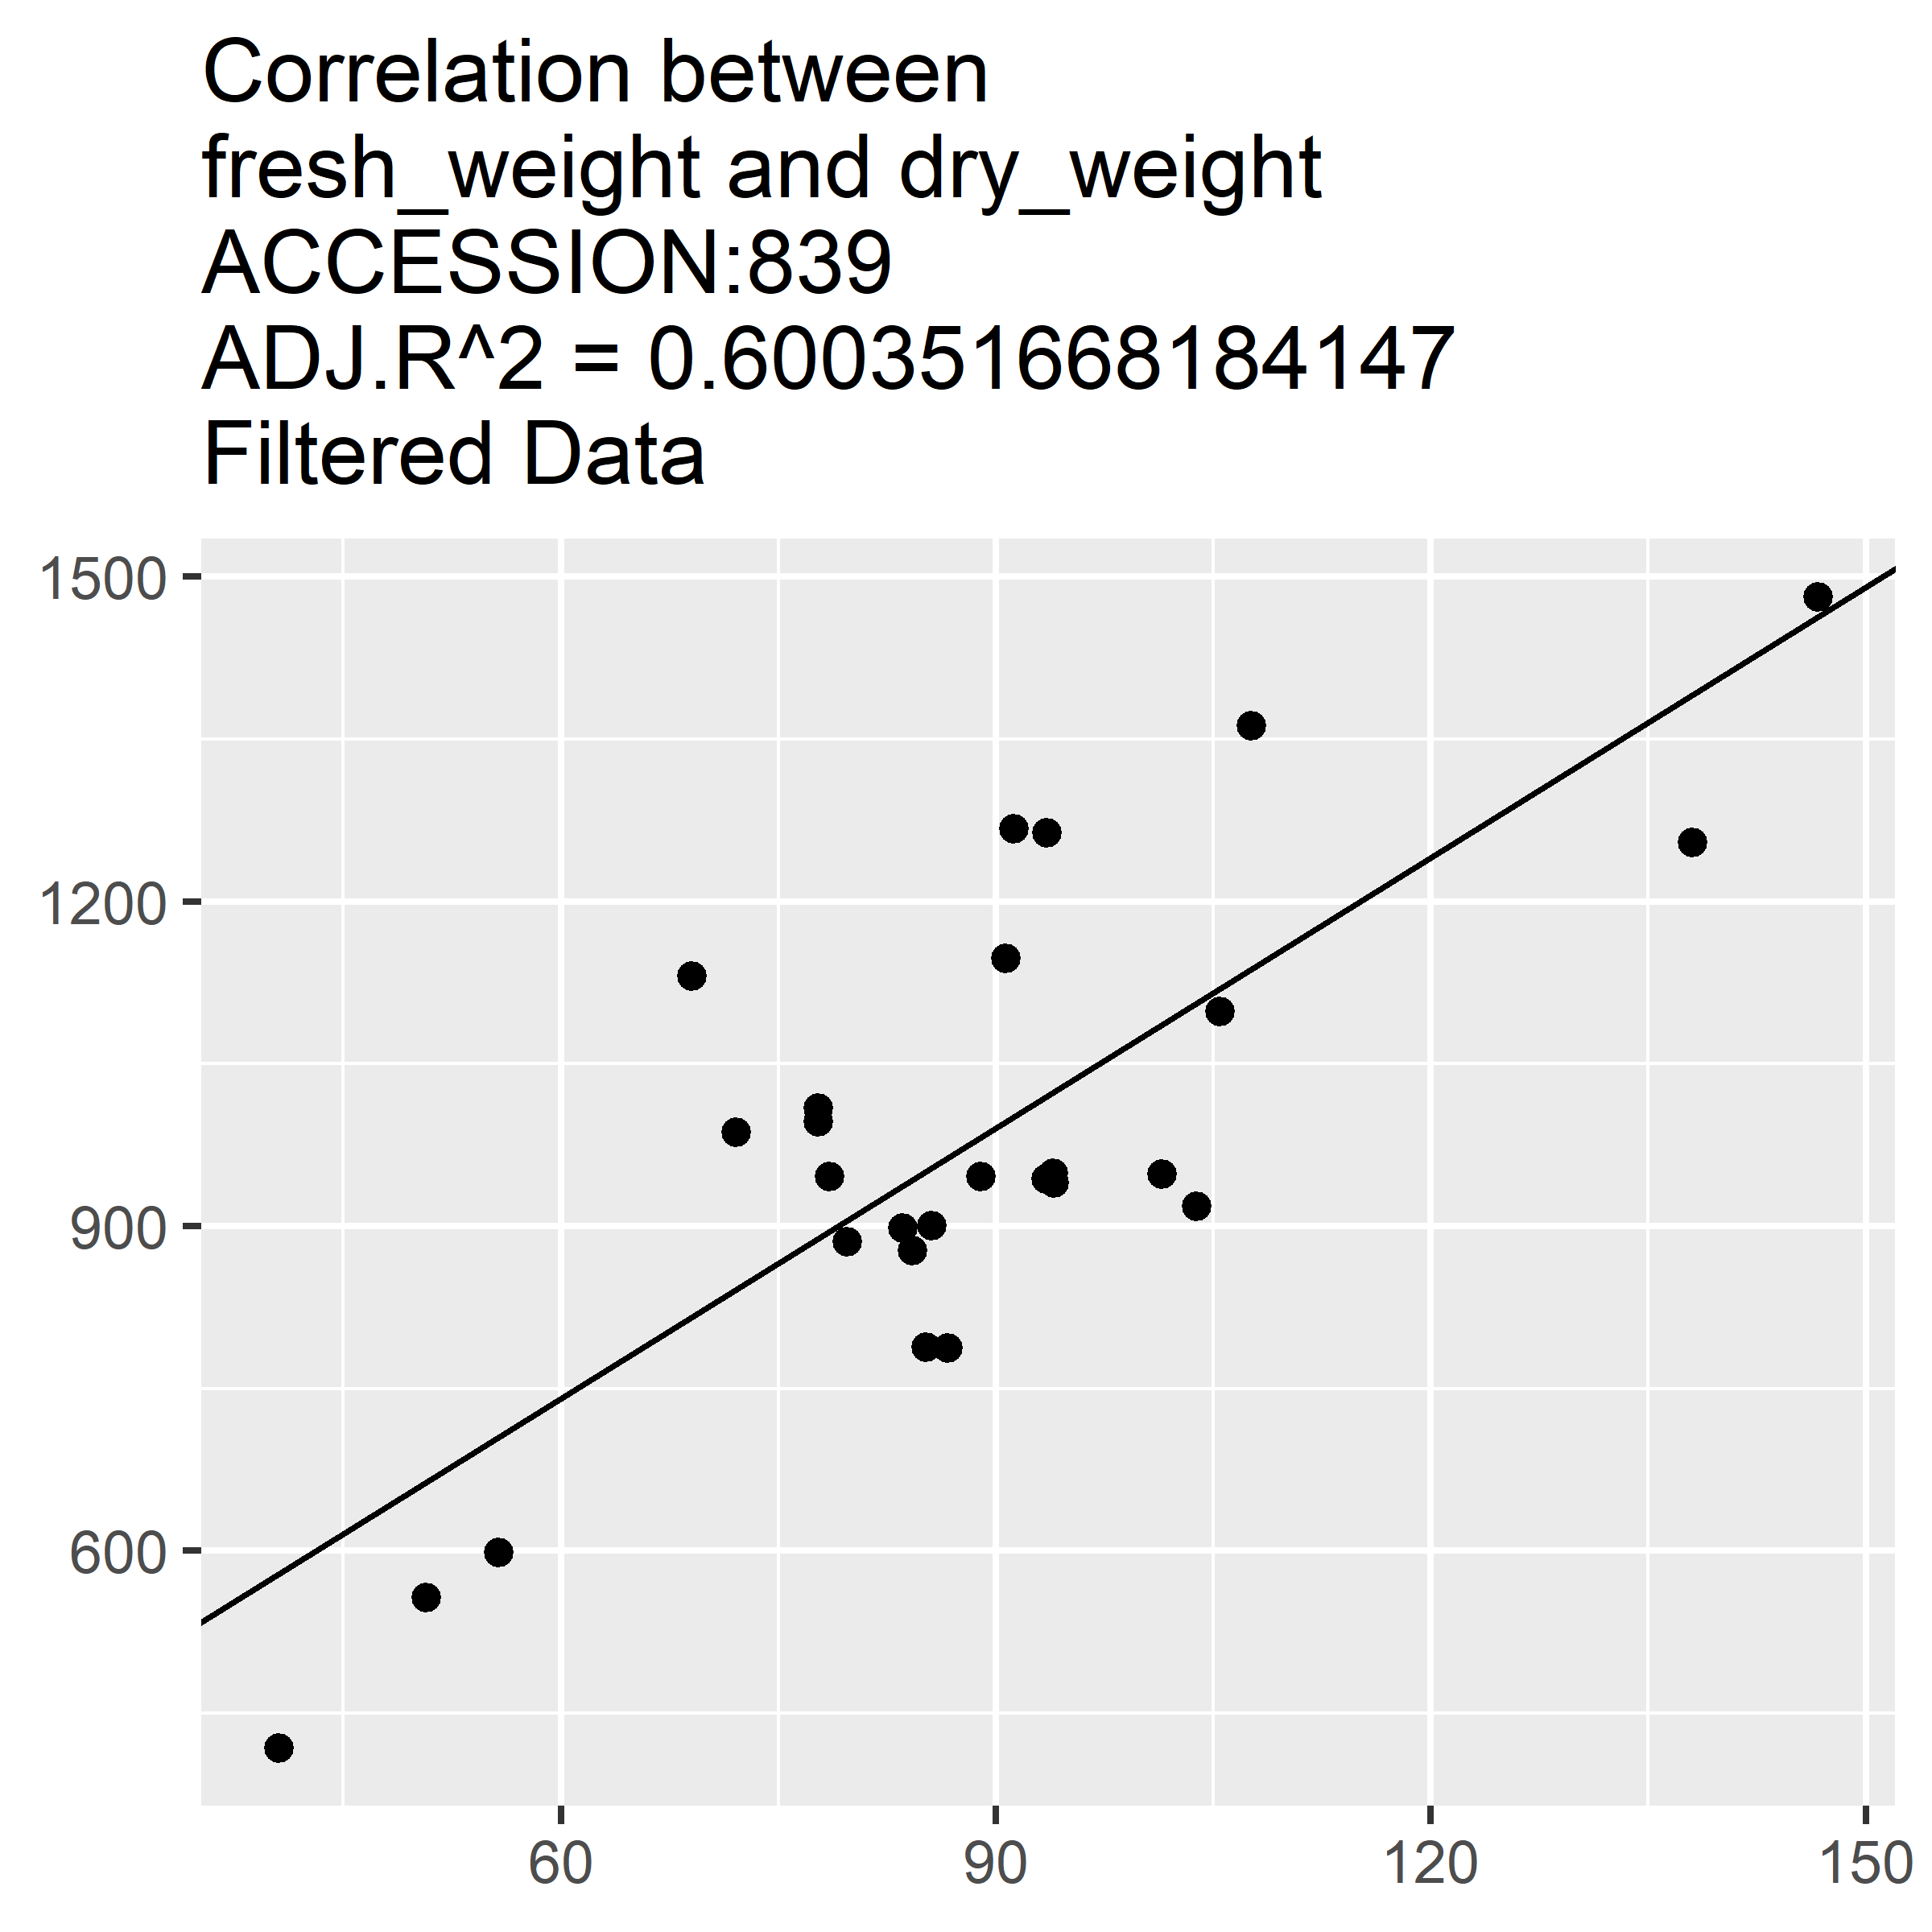 Correlation between
fresh_weight and dry_weight
ACCESSION:839
ADJ.R^2 = 0.600351668184147
Filtered Data
1500
1200
900
600
60 90 120 150